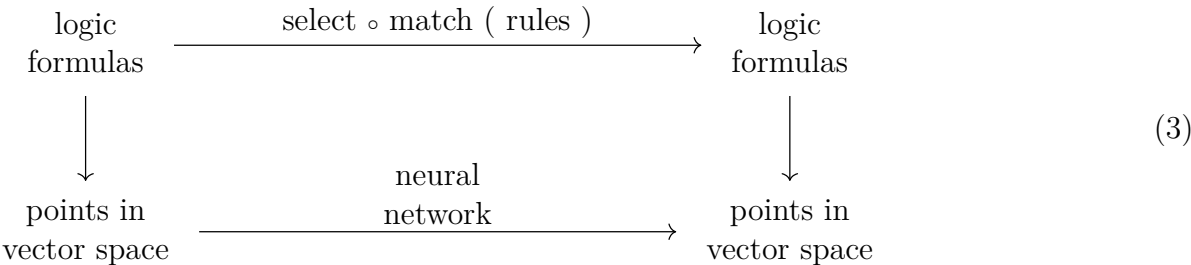 logic
formulas
select ∘ match ( rules )
logic
formulas
(3)
points in
vector space
neural
network
points in
vector space